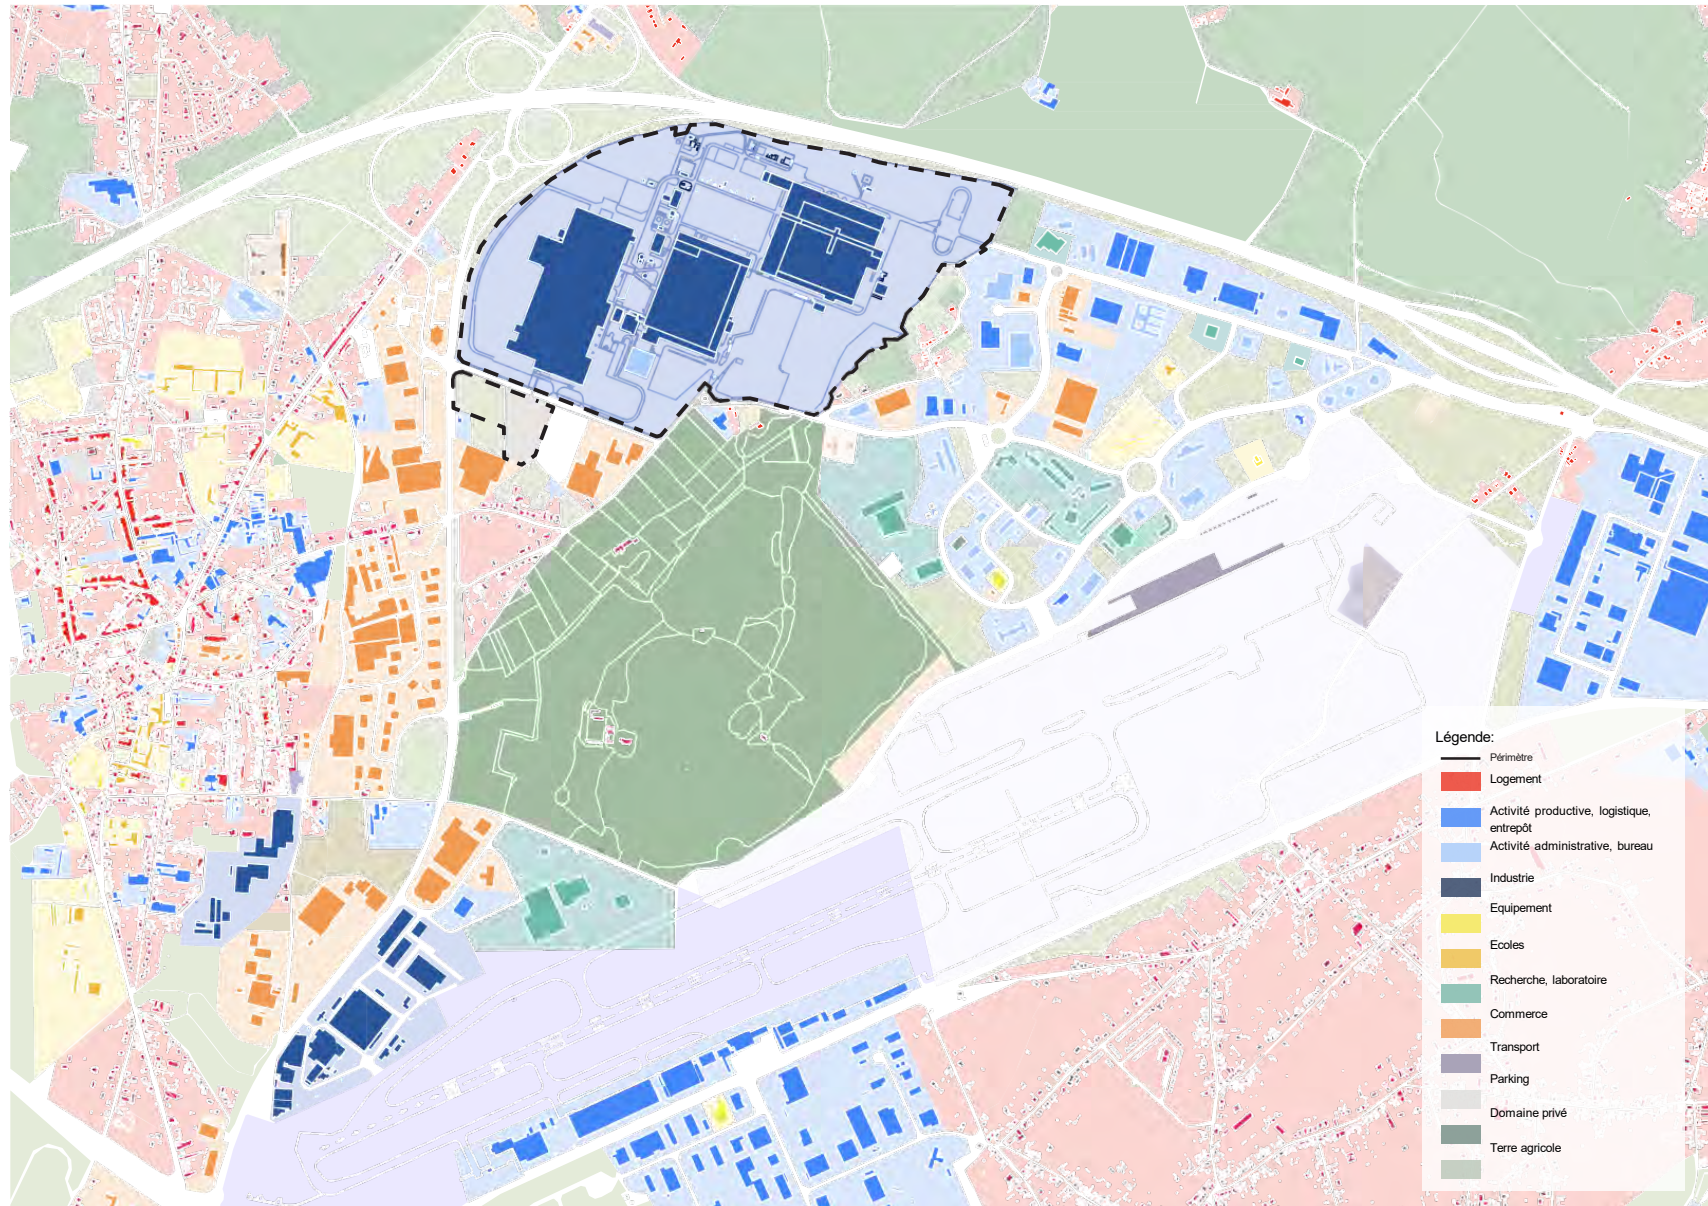 Légende:
Périmètre
Logement
Activité productive, logistique,
entrepôt
Activité administrative, bureau
Industrie
Equipement
Ecoles
Recherche, laboratoire
Commerce
Transport
Parking
Domaine privé
Terre agricole